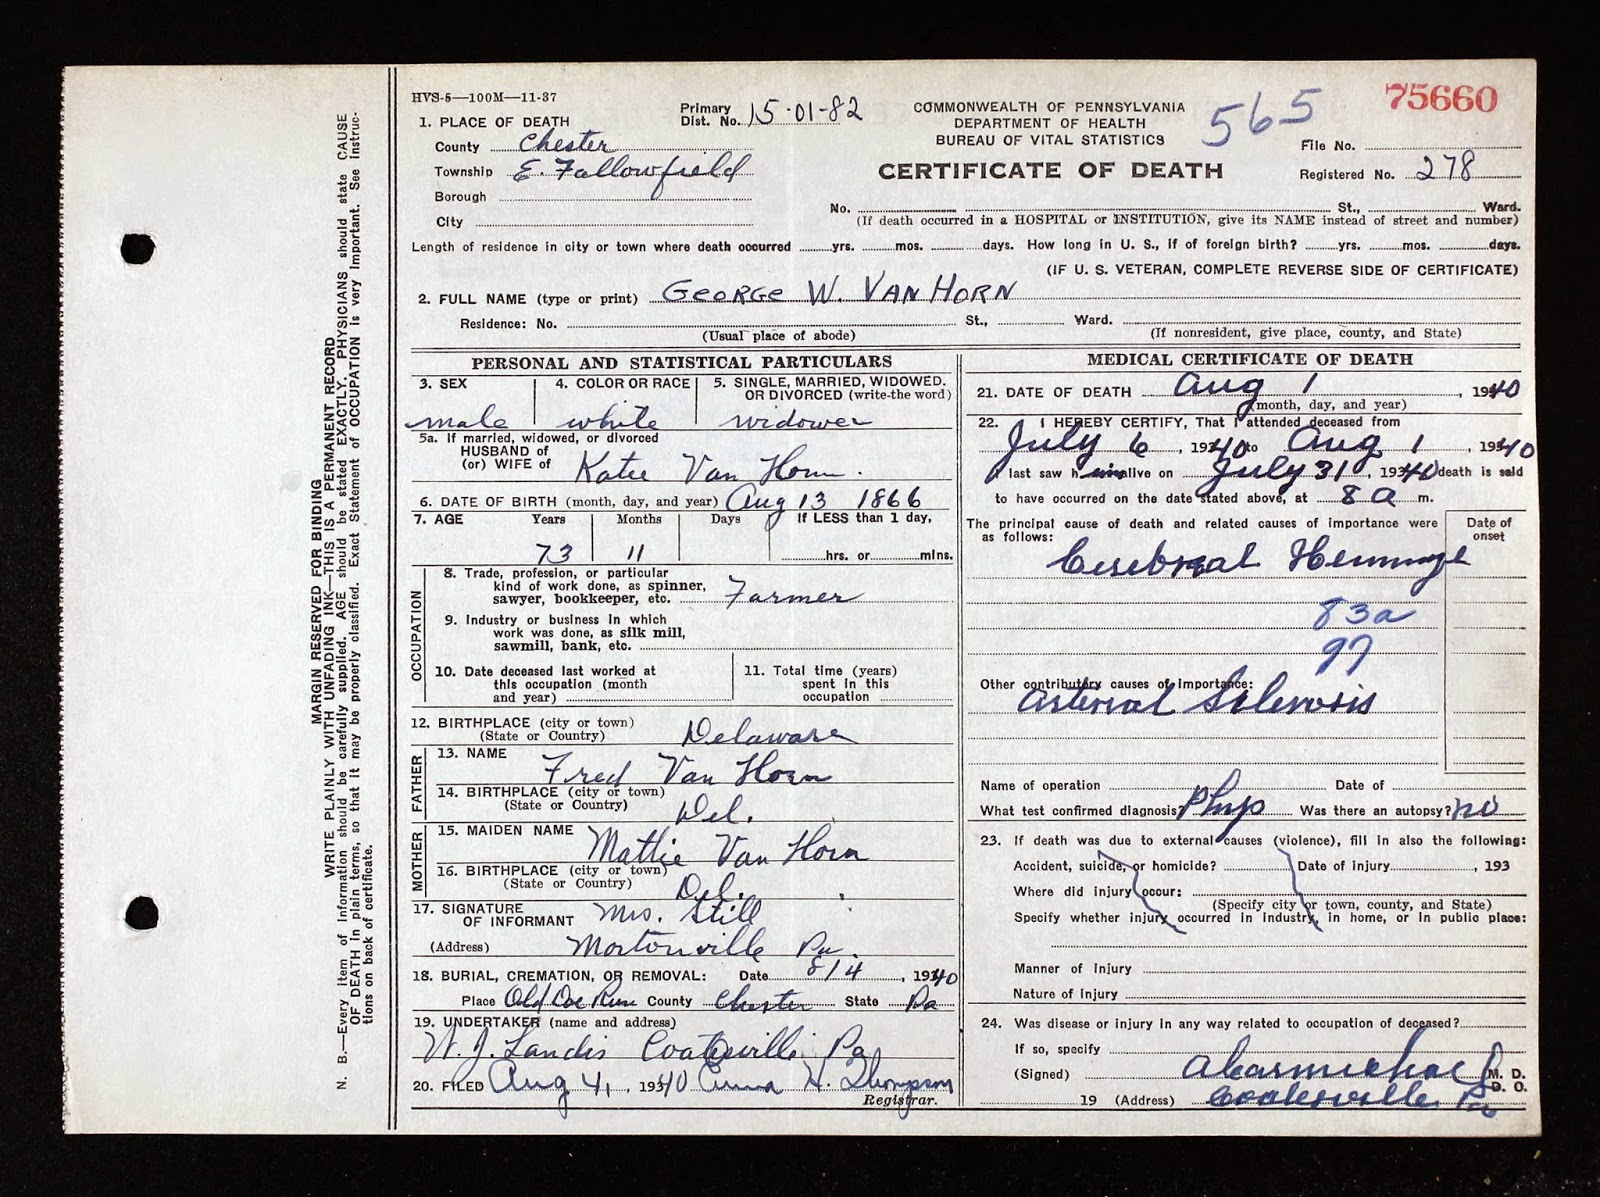 HVS-5—100M—11-37
Primary Dist. No. 15-01-82
COMMONWEALTH OF PENNSYLVANIA
DEPARTMENT OF HEALTH
BUREAU OF VITAL STATISTICS
CERTIFICATE OF DEATH
565
75660
File No.
Registered No. 278
1. PLACE OF DEATH
County Chester
Township E. Fallowfield
Borough
City
No. St., Ward.
(If death occurred in a HOSPITAL or INSTITUTION, give its NAME instead of street and number)
Length of residence in city or town where death occurred yrs. mos. days. How long in U. S., if of foreign birth? yrs. mos. days.
(IF U. S. VETERAN, COMPLETE REVERSE SIDE OF CERTIFICATE)
2. FULL NAME (type or print) GEORGE W. VAN HORN
Residence: No. St., Ward.
(Usual place of abode) (If nonresident, give place, county, and State)
PERSONAL AND STATISTICAL PARTICULARS
3. SEX
male
4. COLOR OR RACE
white
5. SINGLE, MARRIED, WIDOWED. OR DIVORCED (write the word)
widower
5a. If married, widowed, or divorced
HUSBAND of
(or) WIFE of Katie Van Horn.
6. DATE OF BIRTH (month, day, and year) Aug 13 1866
7. AGE Years Months Days If LESS than 1 day,
73 11 hrs. or mins.
OCCUPATION
8. Trade, profession, or particular
kind of work done, as spinner,
sawyer, bookkeeper, etc. Farmer
9. Industry or business in which
work was done, as silk mill,
sawmill, bank, etc.
10. Date deceased last worked at
this occupation (month
and year)
11. Total time (years)
spent in this
occupation
12. BIRTHPLACE (city or town)
(State or Country) Delaware
FATHER
13. NAME Fred Van Horn
14. BIRTHPLACE (city or town)
(State or Country) Del.
MOTHER
15. MAIDEN NAME Mattie Van Horn
16. BIRTHPLACE (city or town)
(State or Country) Del.
17. SIGNATURE
OF INFORMANT Mrs. Still
(Address) Mortonville Pa.
18. BURIAL, CREMATION, OR REMOVAL: Date 8/4, 1940
Place Old Doe Run County Chester State Pa
19. UNDERTAKER (name and address)
W. J. Landis Coatesville Pa
20. FILED Aug 4, 1940 Emma H. Thompson
Registrar.
MEDICAL CERTIFICATE OF DEATH
21. DATE OF DEATH Aug 1, 1940
(month, day, and year)
22. I HEREBY CERTIFY, That I attended deceased from
July 6, 1940 to Aug 1, 1940
I last saw him alive on July 31, 1940 death is said
to have occurred on the date stated above, at 8 a m.
The principal cause of death and related causes of importance were
as follows:
Date of
onset
Cerebral Hemmrage
83a
97
Other contributory causes of importance:
Arterial Sclerosis
Name of operation Date of
What test confirmed diagnosis? Phys Was there an autopsy? no
23. If death was due to external causes (violence), fill in also the following:
Accident, suicide, or homicide? Date of injury , 193
Where did injury occur:
(Specify city or town, county, and State)
Specify whether injury occurred in industry, in home, or in public place:
Manner of injury
Nature of injury
24. Was disease or injury in any way related to occupation of deceased?
If so, specify
(Signed) A Carmichael M. D.
D. O.
19 (Address) Coatesville Pa
MARGIN RESERVED FOR BINDING
WRITE PLAINLY WITH UNFADING INK—THIS IS A PERMANENT RECORD
N. B.—Every item of information should be carefully supplied. AGE should be stated EXACTLY. PHYSICIANS should state CAUSE
OF DEATH in plain terms, so that it may be properly classified. Exact Statement of OCCUPATION is very important. See instruc-
tions on back of certificate.